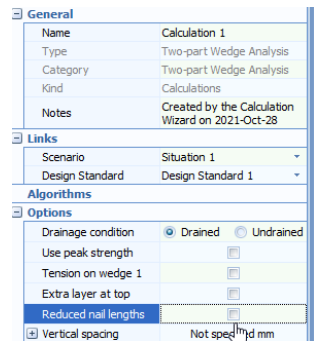 General
Name Calculation 1
Type Two-part Wedge Analysis
Category Two-part Wedge Analysis
Kind Calculations
Notes Created by the Calculation
Wizard on 2021-Oct-28
Links
Scenario Situation 1
Design Standard Design Standard 1
Algorithms
Options
Drainage condition Drained Undrained
Use peak strength
Tension on wedge 1
Extra layer at top
Reduced nail lengths
Vertical spacing Not specified mm